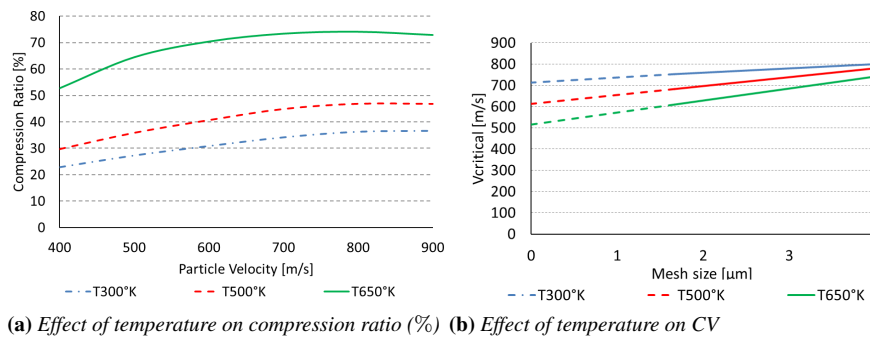 80
70
60
50
40
30
20
10
0
Compression Ratio [%]
400 500 600 700 800 900
Particle Velocity [m/s]
T300°K T500°K T650°K
900
800
700
600
500
400
300
200
100
0
Vcritical [m/s]
0 1 2 3
Mesh size [µm]
T300°K T500°K T650°K
(a) Effect of temperature on compression ratio (%) (b) Effect of temperature on CV